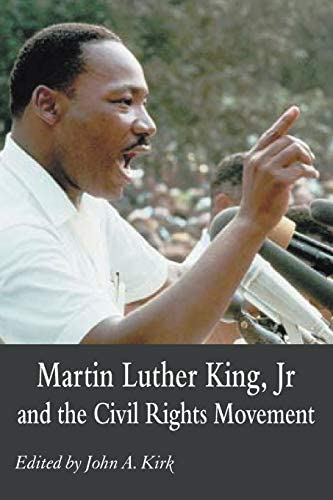 Martin Luther King, Jr
and the Civil Rights Movement
Edited by John A. Kirk